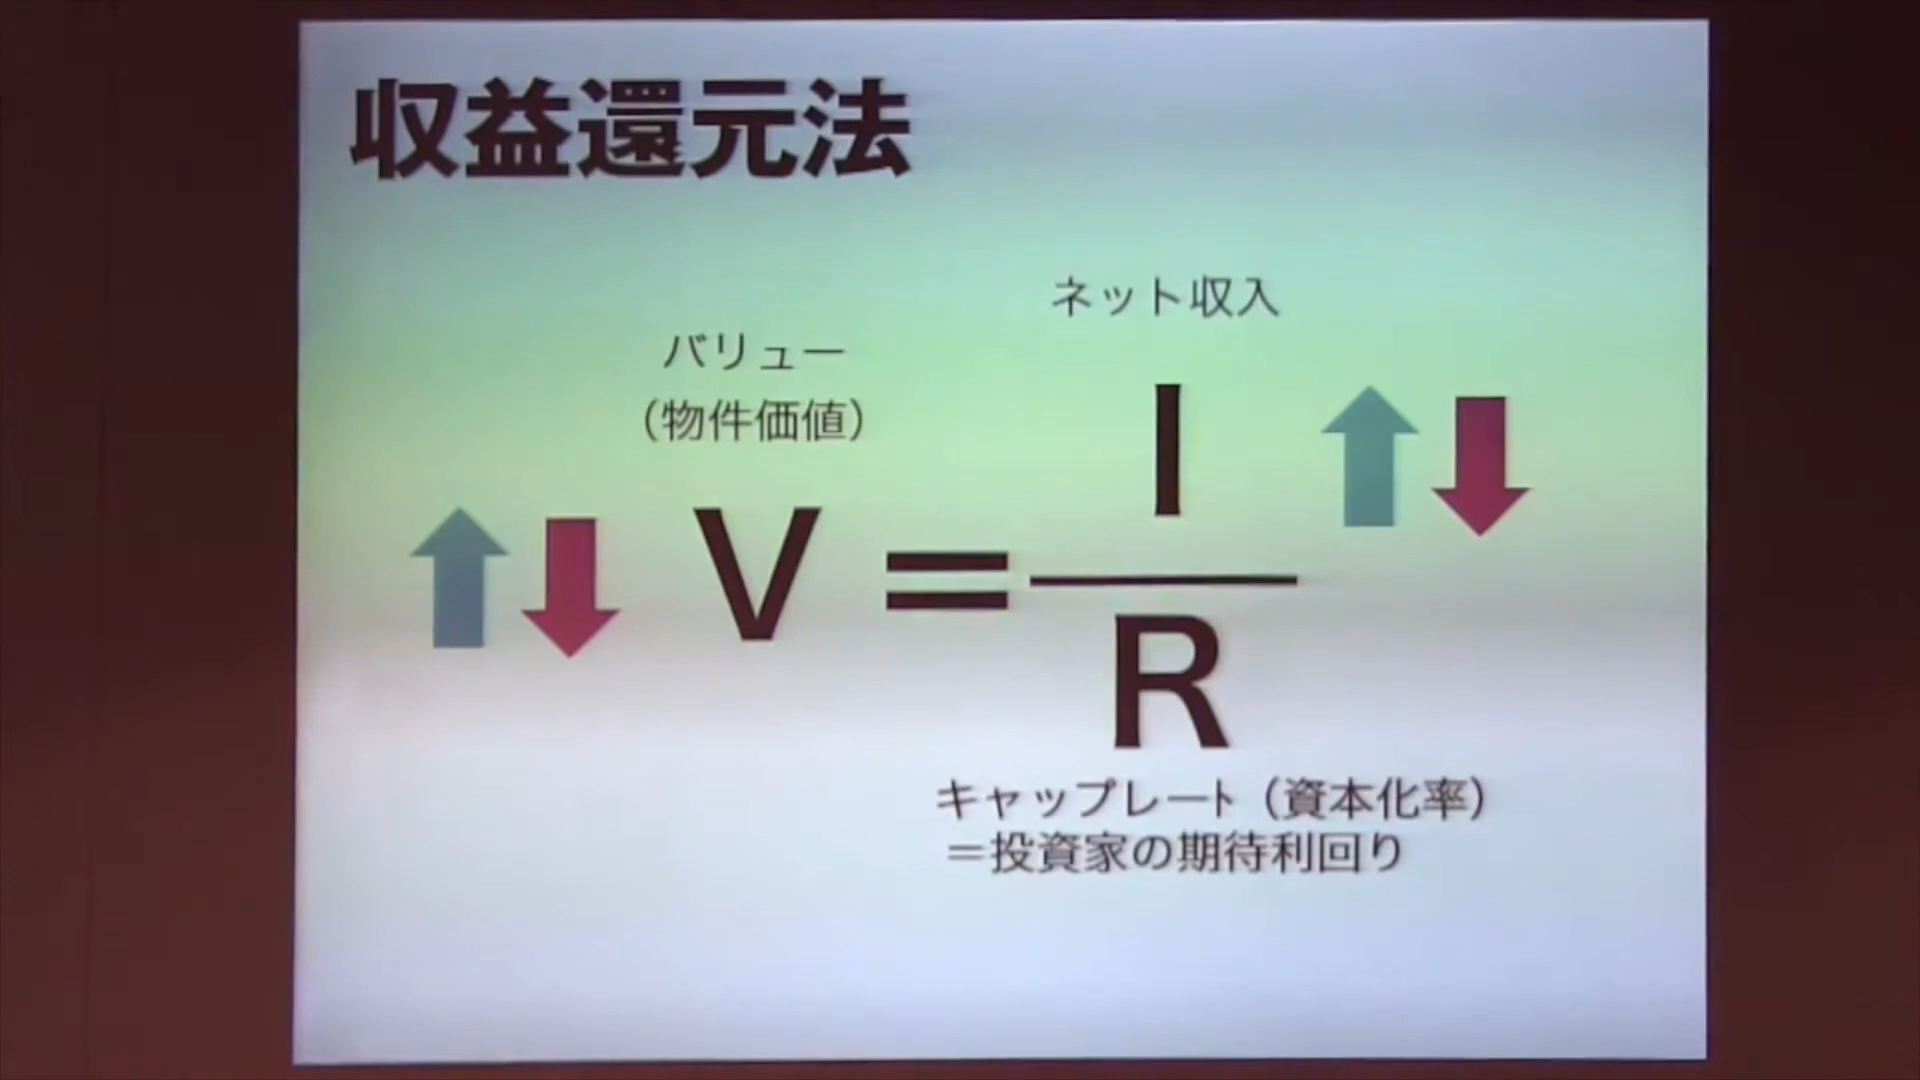 収益還元法
ネット収入
バリュー
(物件価値)
I
V =
R
キャップレート(資本化率)
=投資家の期待利回り